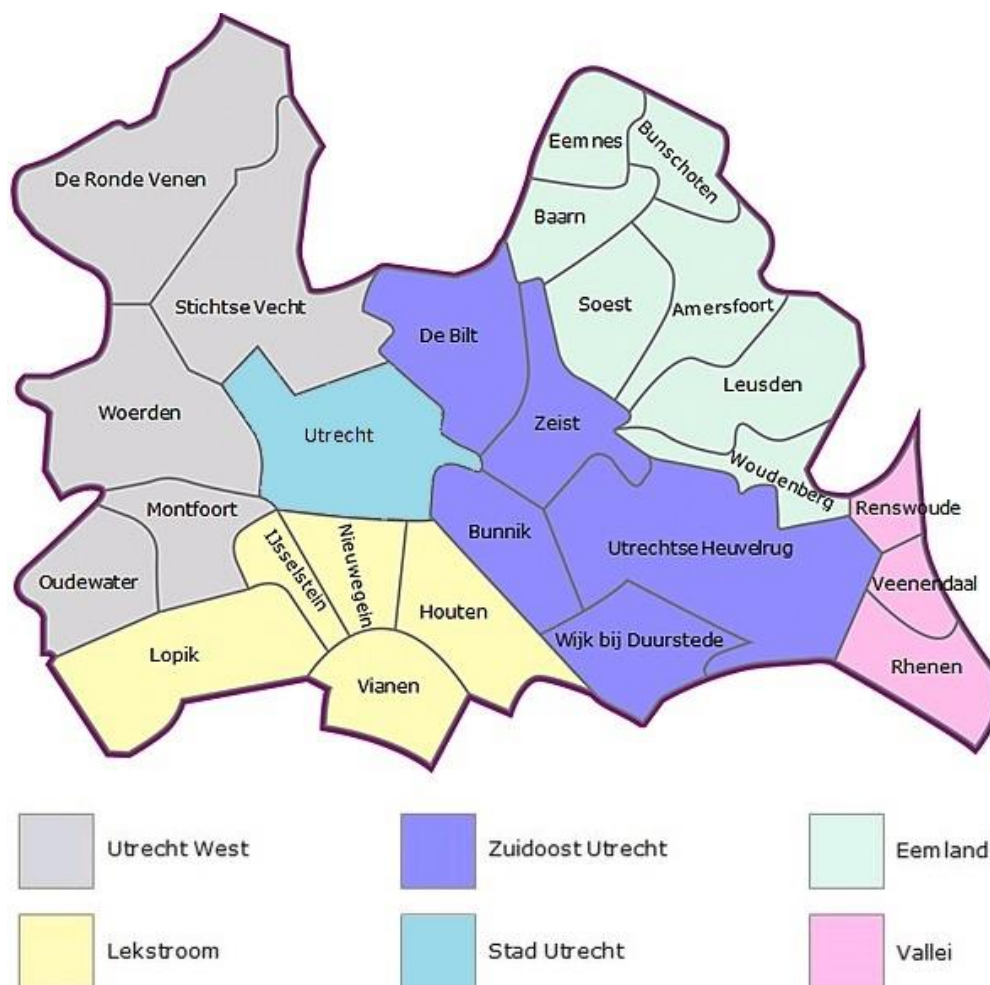 Eemnes
Bunschoten
De Ronde Venen
Baarn
Stichtse Vecht
Soest
Amersfoort
De Bilt
Leusden
Woerden
Zeist
Utrecht
Woudenberg
Montfoort
Renswoude
Bunnik
Utrechtse Heuvelrug
IJsselstein
Nieuwegein
Oudewater
Veenendaal
Houten
Wijk bij Duurstede
Lopik
Rhenen
Vianen
Utrecht West
Zuidoost Utrecht
Eemland
Lekstroom
Stad Utrecht
Vallei